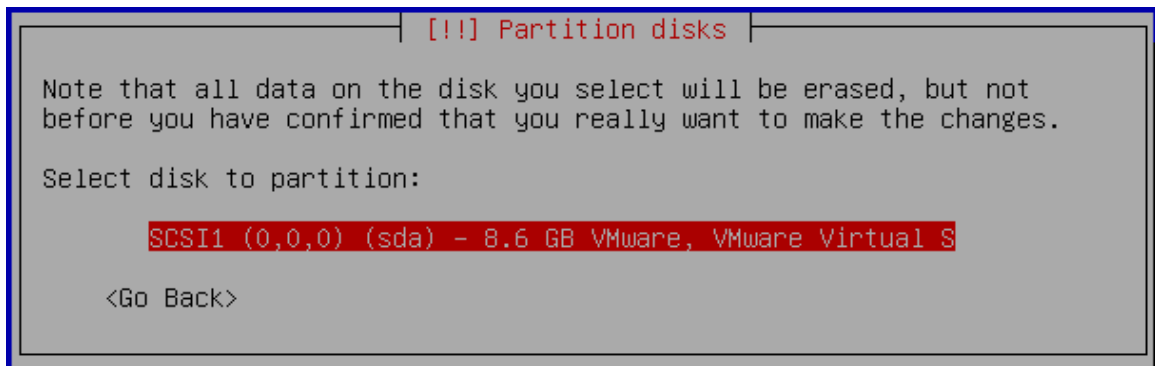 [!!] Partition disks
Note that all data on the disk you select will be erased, but not
before you have confirmed that you really want to make the changes.
Select disk to partition:
SCSI1 (0,0,0) (sda) - 8.6 GB VMware, VMware Virtual S
<Go Back>